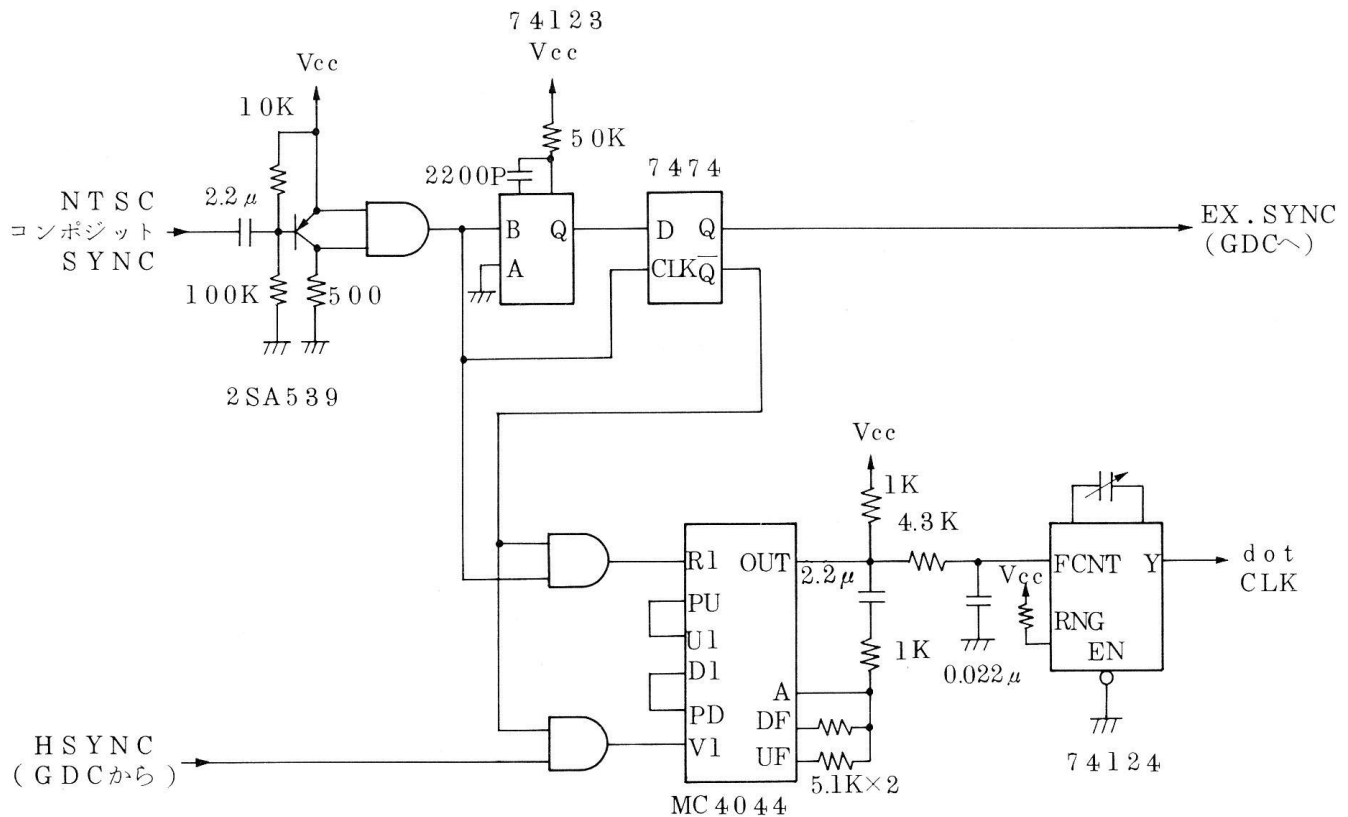 74123
Vcc
Vcc
10K
50K
2200P
7474
2.2μ
NTSC
コンポジット
SYNC
B
Q
A
D
Q
CLK
Q̅
EX.SYNC
(GDCへ)
100K
500
2SA539
Vcc
1K
4.3K
R1
OUT
2.2μ
PU
U1
D1
PD
V1
1K
A
DF
UF
5.1K×2
MC4044
0.022μ
Vcc
FCNT
Y
RNG
EN
74124
dot
CLK
HSYNC
(GDCから)